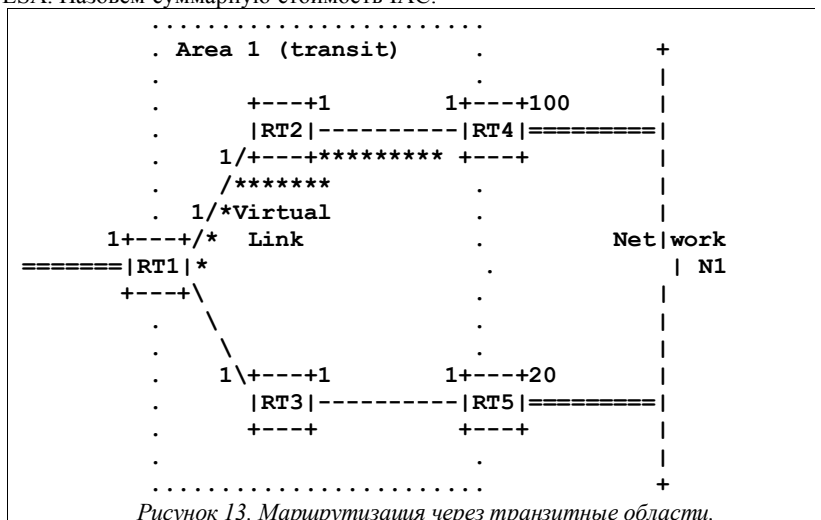 LSA. Назовем суммарную стоимость IAC.
. . . . . . . . . . . . . . . . . . . . . . . .
. Area 1 (transit)      .            +
.                       .            |
.      +---+1        1+---+100       |
.      |RT2|----------|RT4|=========|
.    1/+---+********* +---+          |
.    /*******           .            |
.  1/*Virtual           .            |
1+---+/*  Link            .         Net|work
=======|RT1|*                    .            | N1
+---+\                  .            |
.   \                   .            |
.    \                  .            |
.    1\+---+1        1+---+20        |
.      |RT3|----------|RT5|=========|
.      +---+          +---+          |
.                       .            |
. . . . . . . . . . . . . . . . . . . . . . . .            +
Рисунок 13. Маршрутизация через транзитные области.